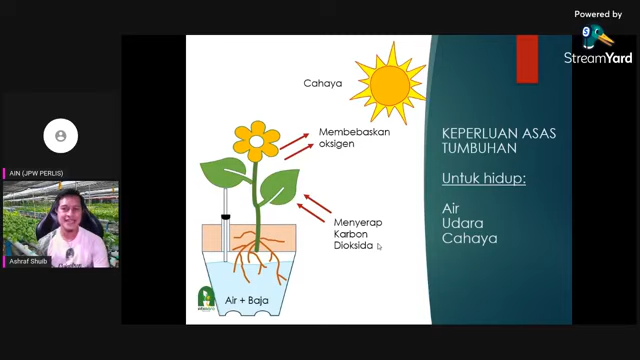 Powered by
StreamYard
Cahaya
Membebaskan
oksigen
Menyerap
Karbon
Dioksida
Air + Baja
KEPERLUAN ASAS
TUMBUHAN
Untuk hidup:
Air
Udara
Cahaya
AIN (JPW PERLIS)
Ashraf Shuib